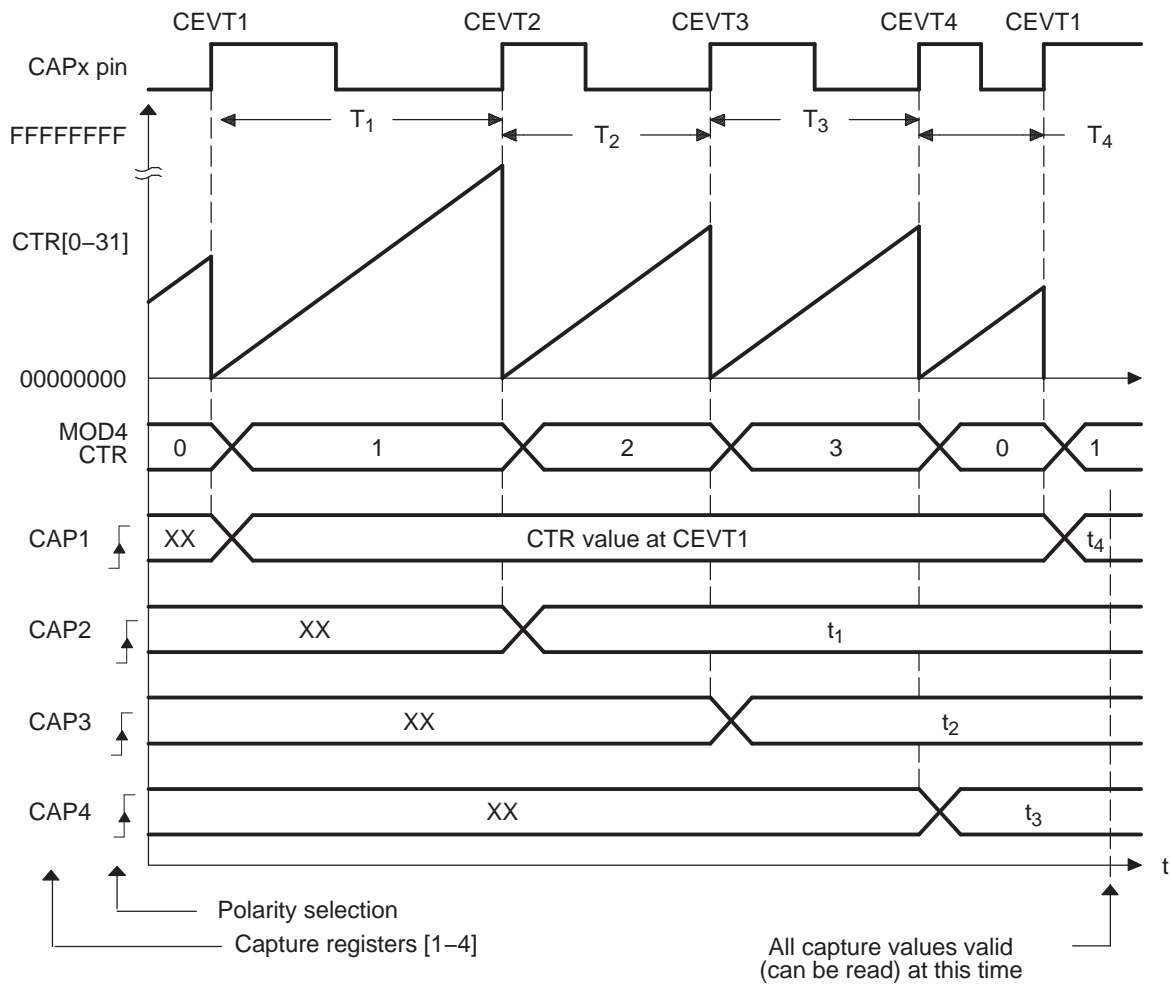 CEVT1 CEVT2 CEVT3 CEVT4 CEVT1
CAPx pin
T1 T3
FFFFFFFF T2 T4
CTR[0−31]
00000000
MOD4
CTR
0 1 2 3 0 1
CAP1 XX CTR value at CEVT1 t4
CAP2 XX t1
CAP3 XX t2
CAP4 XX t3
t
Polarity selection
Capture registers [1−4]
All capture values valid
(can be read) at this time